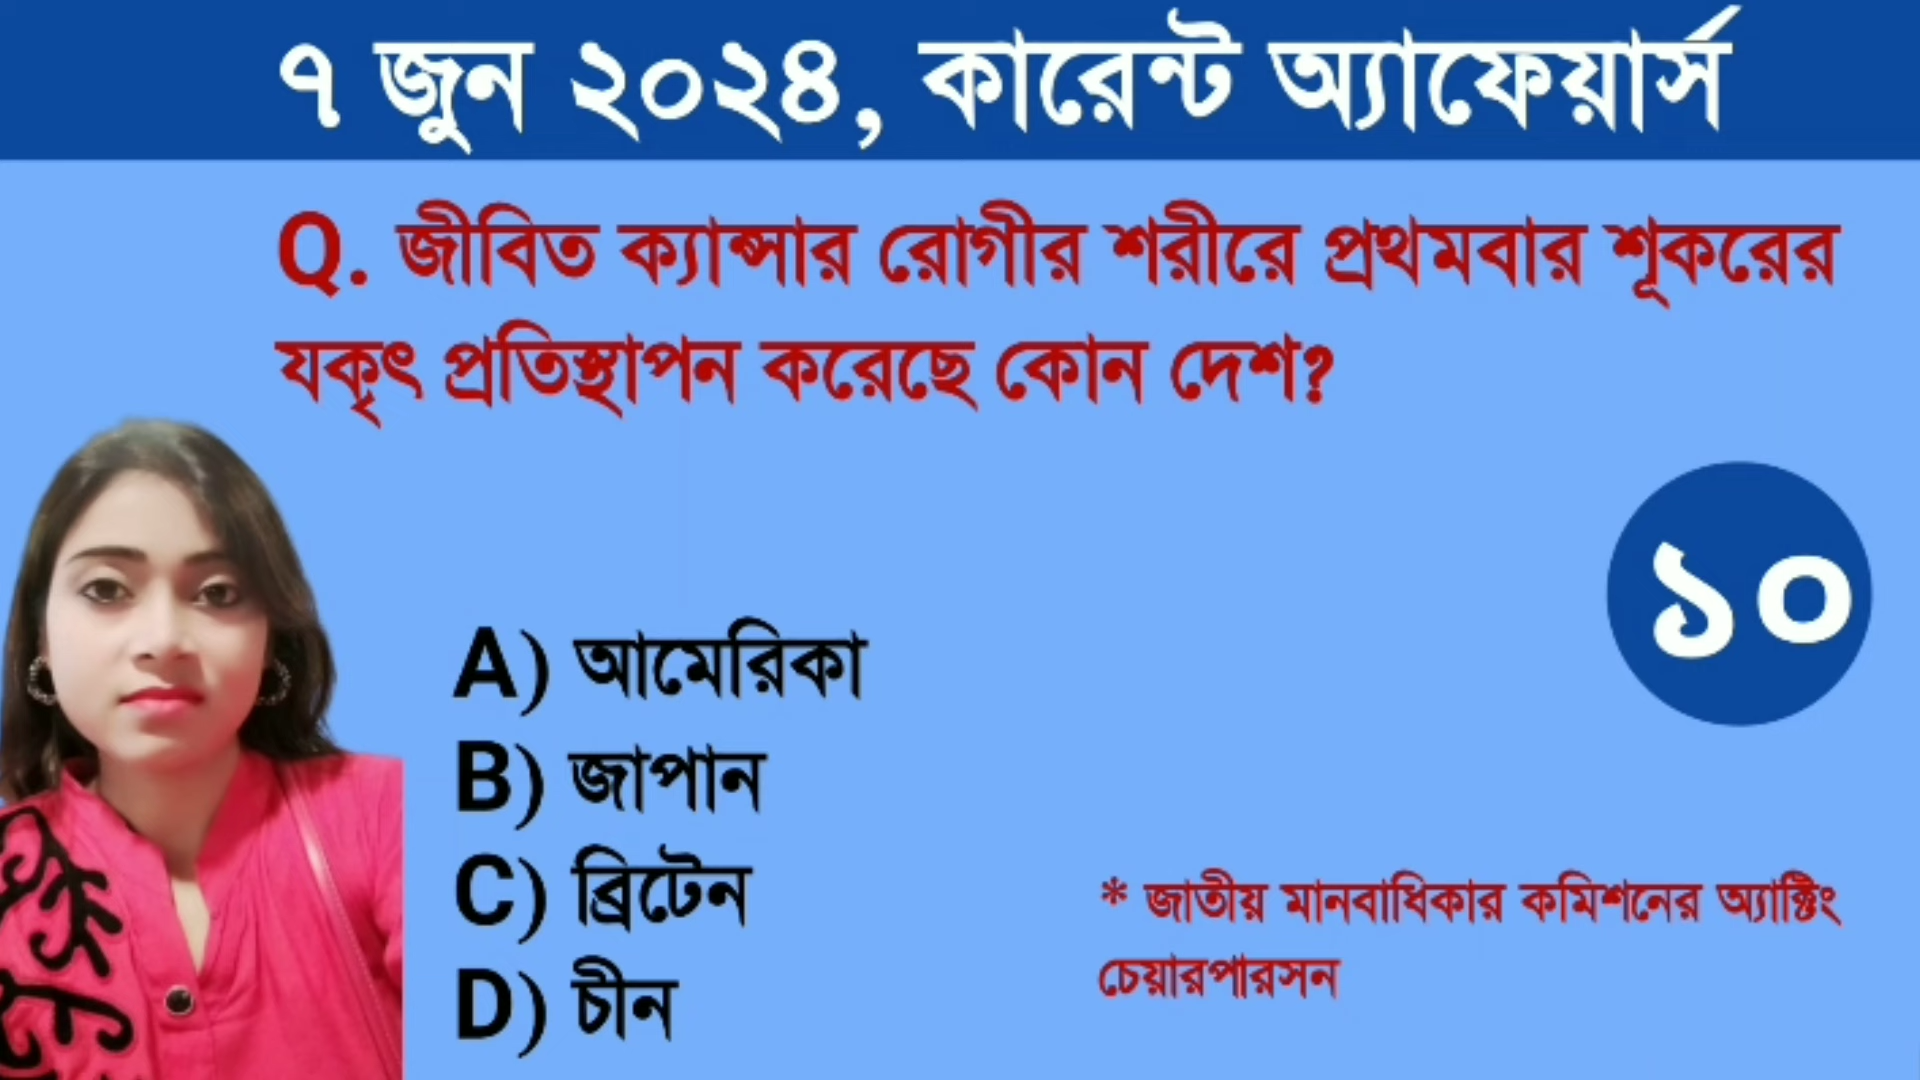 ৭ জুন ২০২৪, কারেন্ট অ্যাফেয়ার্স
Q. জীবিত ক্যান্সার রোগীর শরীরে প্রথমবার শূকরের
যকৃৎ প্রতিস্থাপন করেছে কোন দেশ?
১০
A) আমেরিকা
B) জাপান
C) ব্রিটেন
D) চীন
* জাতীয় মানবাধিকার কমিশনের অ্যাক্টিং
চেয়ারপারসন